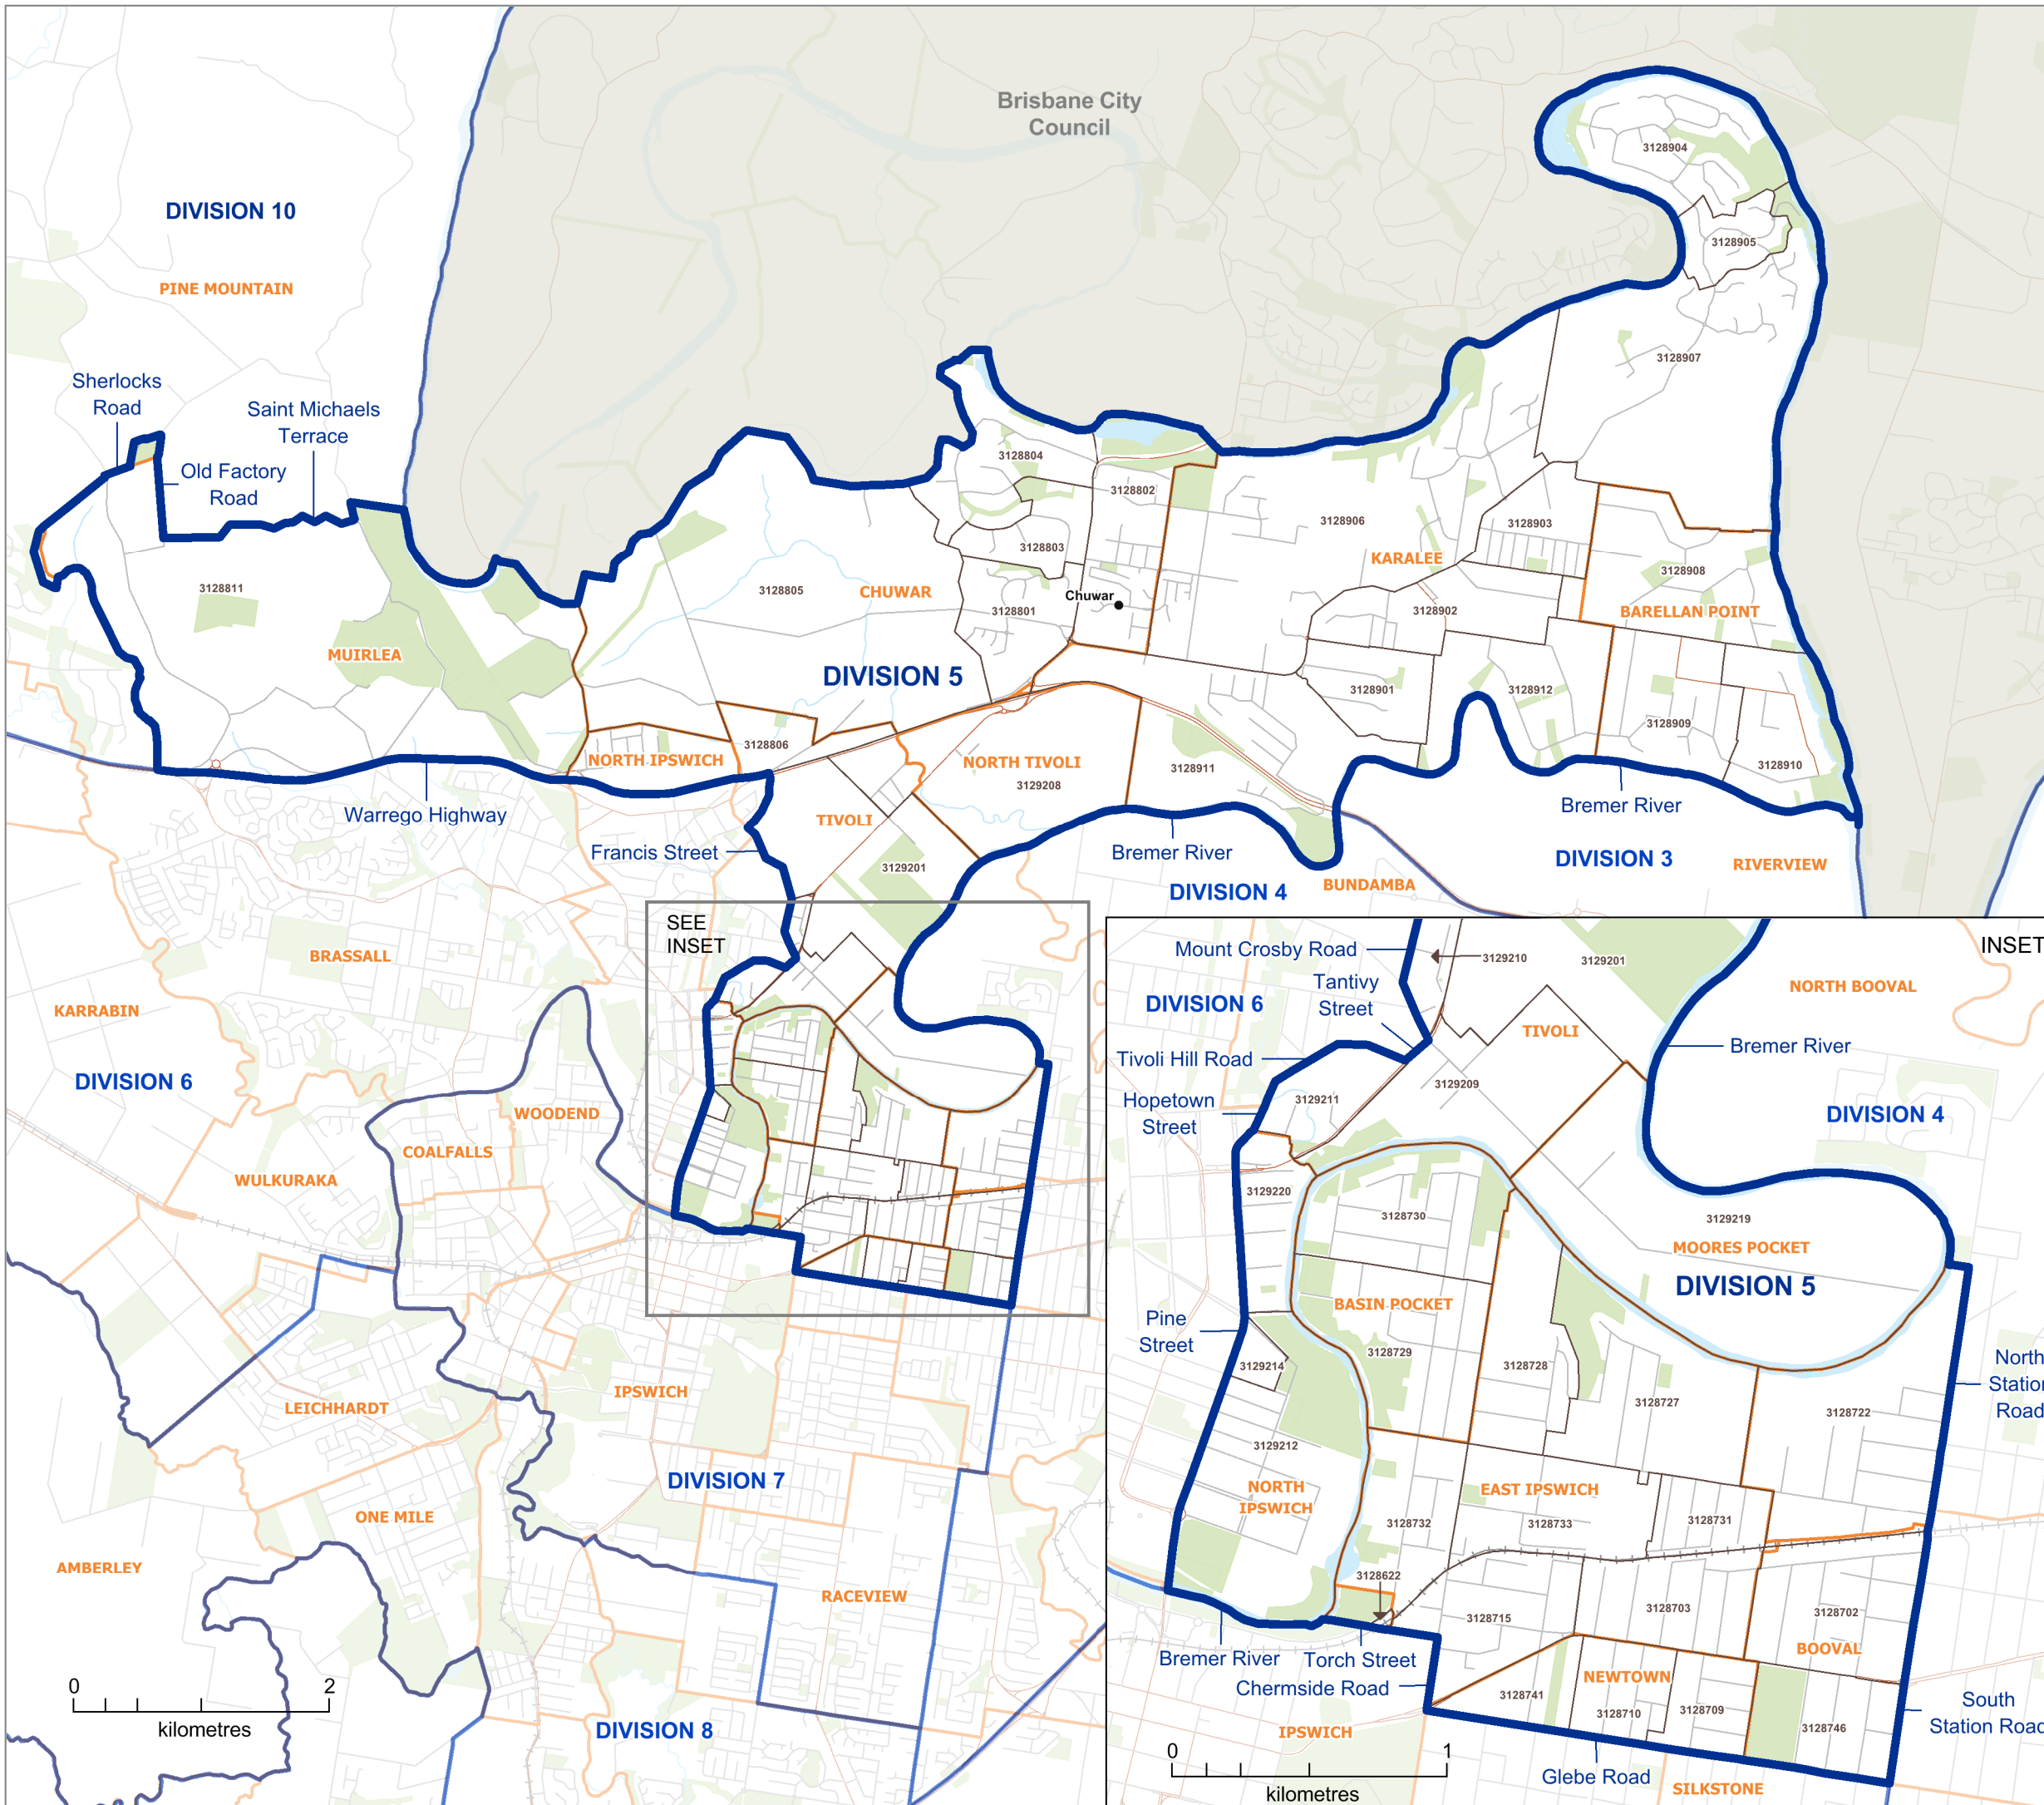 Brisbane City
Council
DIVISION 10
PINE MOUNTAIN
Sherlocks
Road
Saint Michaels
Terrace
Old Factory
Road
3128904
3128905
3128907
3128804
3128802
3128906
3128903
3128803
KARALEE
3128908
3128811
3128805
CHUWAR
Chuwar
3128801
3128902
BARELLAN POINT
MUIRLEA
DIVISION 5
3128901
3128912
3128909
3128806
NORTH IPSWICH
NORTH TIVOLI
3129208
3128911
3128910
Warrego Highway
TIVOLI
Bremer River
Francis Street
Bremer River
3129201
DIVISION 3
RIVERVIEW
BUNDAMBA
DIVISION 4
SEE
INSET
BRASSALL
KARRABIN
DIVISION 6
WOODEND
COALFALLS
WULKURAKA
IPSWICH
LEICHHARDT
DIVISION 7
ONE MILE
AMBERLEY
RACEVIEW
DIVISION 8
0 2
kilometres
INSET
Mount Crosby Road
3129210
3129201
Tantivy
Street
NORTH BOOVAL
DIVISION 6
TIVOLI
Bremer River
Tivoli Hill Road
3129209
Hopetown
Street
3129211
DIVISION 4
3129220
3128730
3129219
MOORES POCKET
DIVISION 5
BASIN POCKET
Pine
Street
3128729
3129214
3128728
North
Station
Road
3128727
3128722
3129212
NORTH
IPSWICH
EAST IPSWICH
3128732
3128733
3128731
3128622
3128715
3128703
3128702
BOOVAL
Bremer River
Torch Street
Chermside Road
NEWTOWN
3128741
3128710
3128709
3128746
South
Station Road
IPSWICH
0 1
kilometres
Glebe Road
SILKSTONE